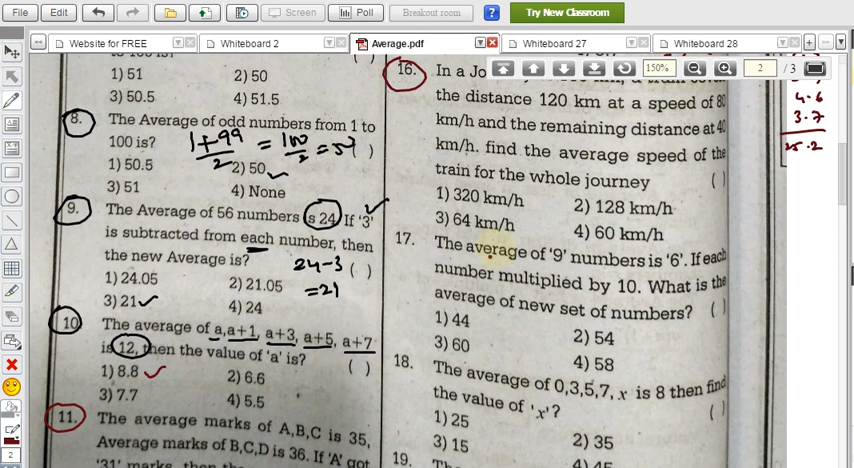 File
Edit
Screen
Poll
Breakout room
?
Try New Classroom
Website for FREE
Whiteboard 2
Average.pdf
Whiteboard 27
Whiteboard 28
150%
2 / 3
1) 51
2) 50
3) 50.5
4) 51.5
8. The Average of odd numbers from 1 to
100 is? ( )
1+99/2 = 100/2 = 50
1) 50.5
2) 50
3) 51
4) None
9. The Average of 56 numbers is 24. If '3'
is subtracted from each number, then
the new Average is? ( )
24-3
=21
1) 24.05
2) 21.05
3) 21
4) 24
10. The average of a,a+1, a+3, a+5, a+7
is 12, then the value of 'a' is? ( )
1) 8.8
2) 6.6
3) 7.7
4) 5.5
11. The average marks of A,B,C is 35,
Average marks of B,C,D is 36. If 'A' got
16. In a Jo
the distance 120 km at a speed of 80
km/h and the remaining distance at 40
km/h. find the average speed of the
train for the whole journey ( )
1) 320 km/h
2) 128 km/h
3) 64 km/h
4) 60 km/h
17. The average of '9' numbers is '6'. If each
number multiplied by 10. What is the
average of new set of numbers? ( )
1) 44
2) 54
3) 60
4) 58
18. The average of 0,3,5,7, x is 8 then find
the value of 'x'? ( )
1) 25
2) 35
3) 15
4) 45
19.
4.6
3.7
25.2
2